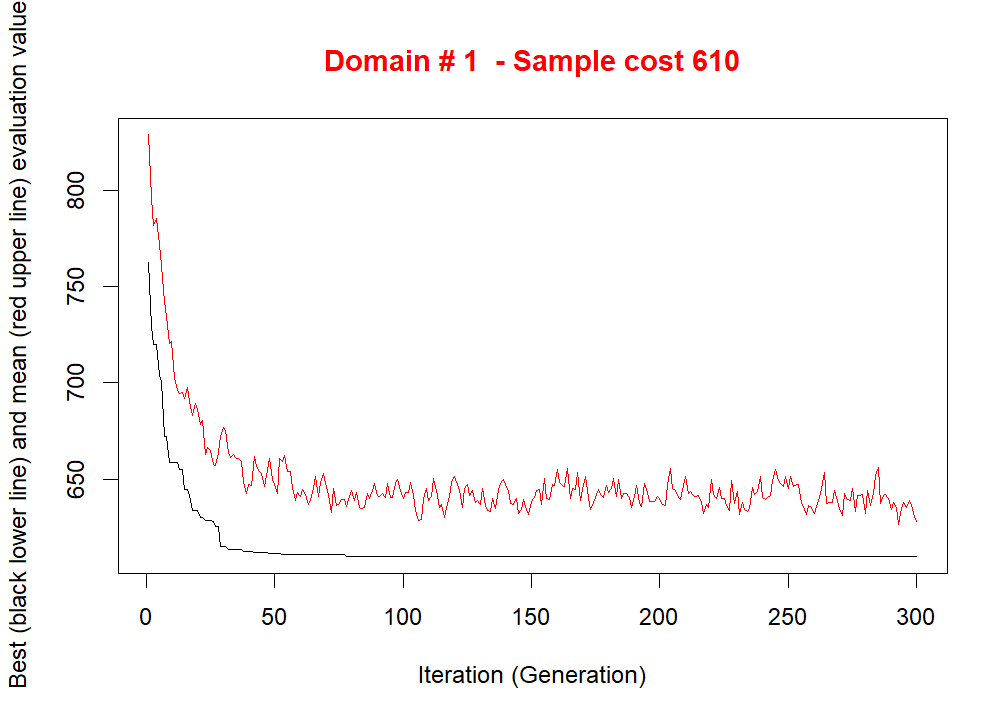 Domain # 1  - Sample cost 610
Best (black lower line) and mean (red upper line) evaluation value
800
750
700
650
0 50 100 150 200 250 300
Iteration (Generation)